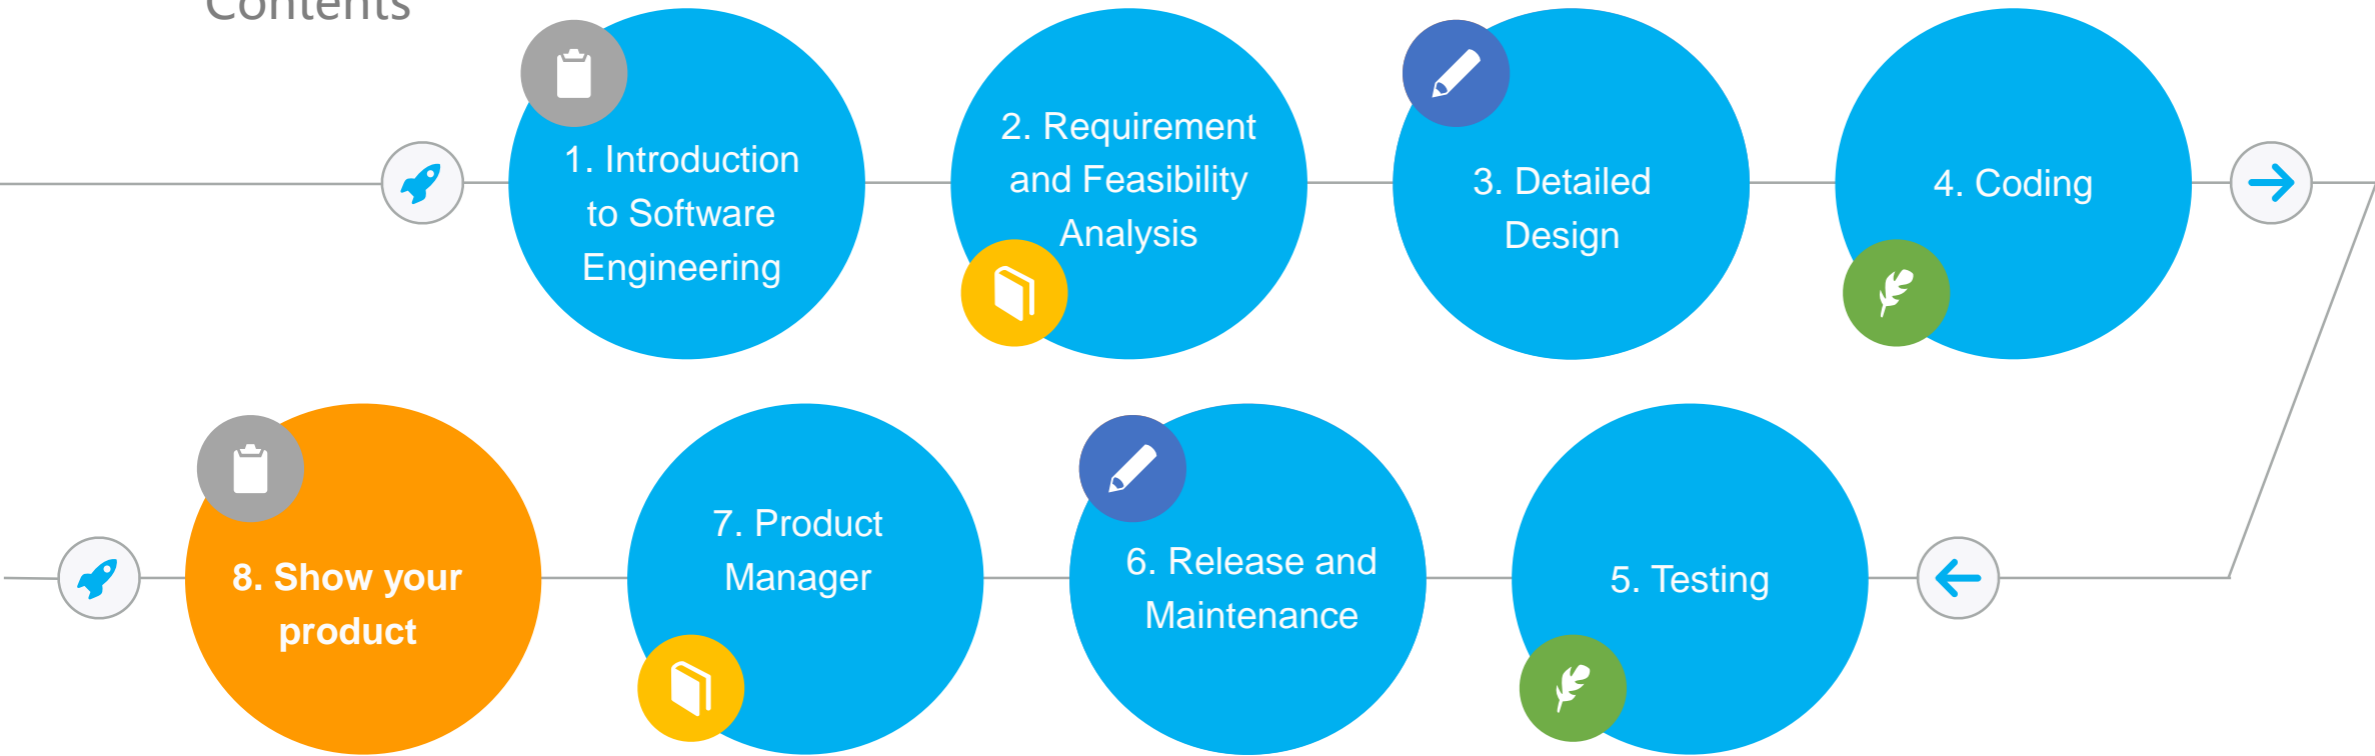 Contents
1. Introduction
to Software
Engineering
2. Requirement
and Feasibility
Analysis
3. Detailed
Design
4. Coding
8. Show your
product
7. Product
Manager
6. Release and
Maintenance
5. Testing